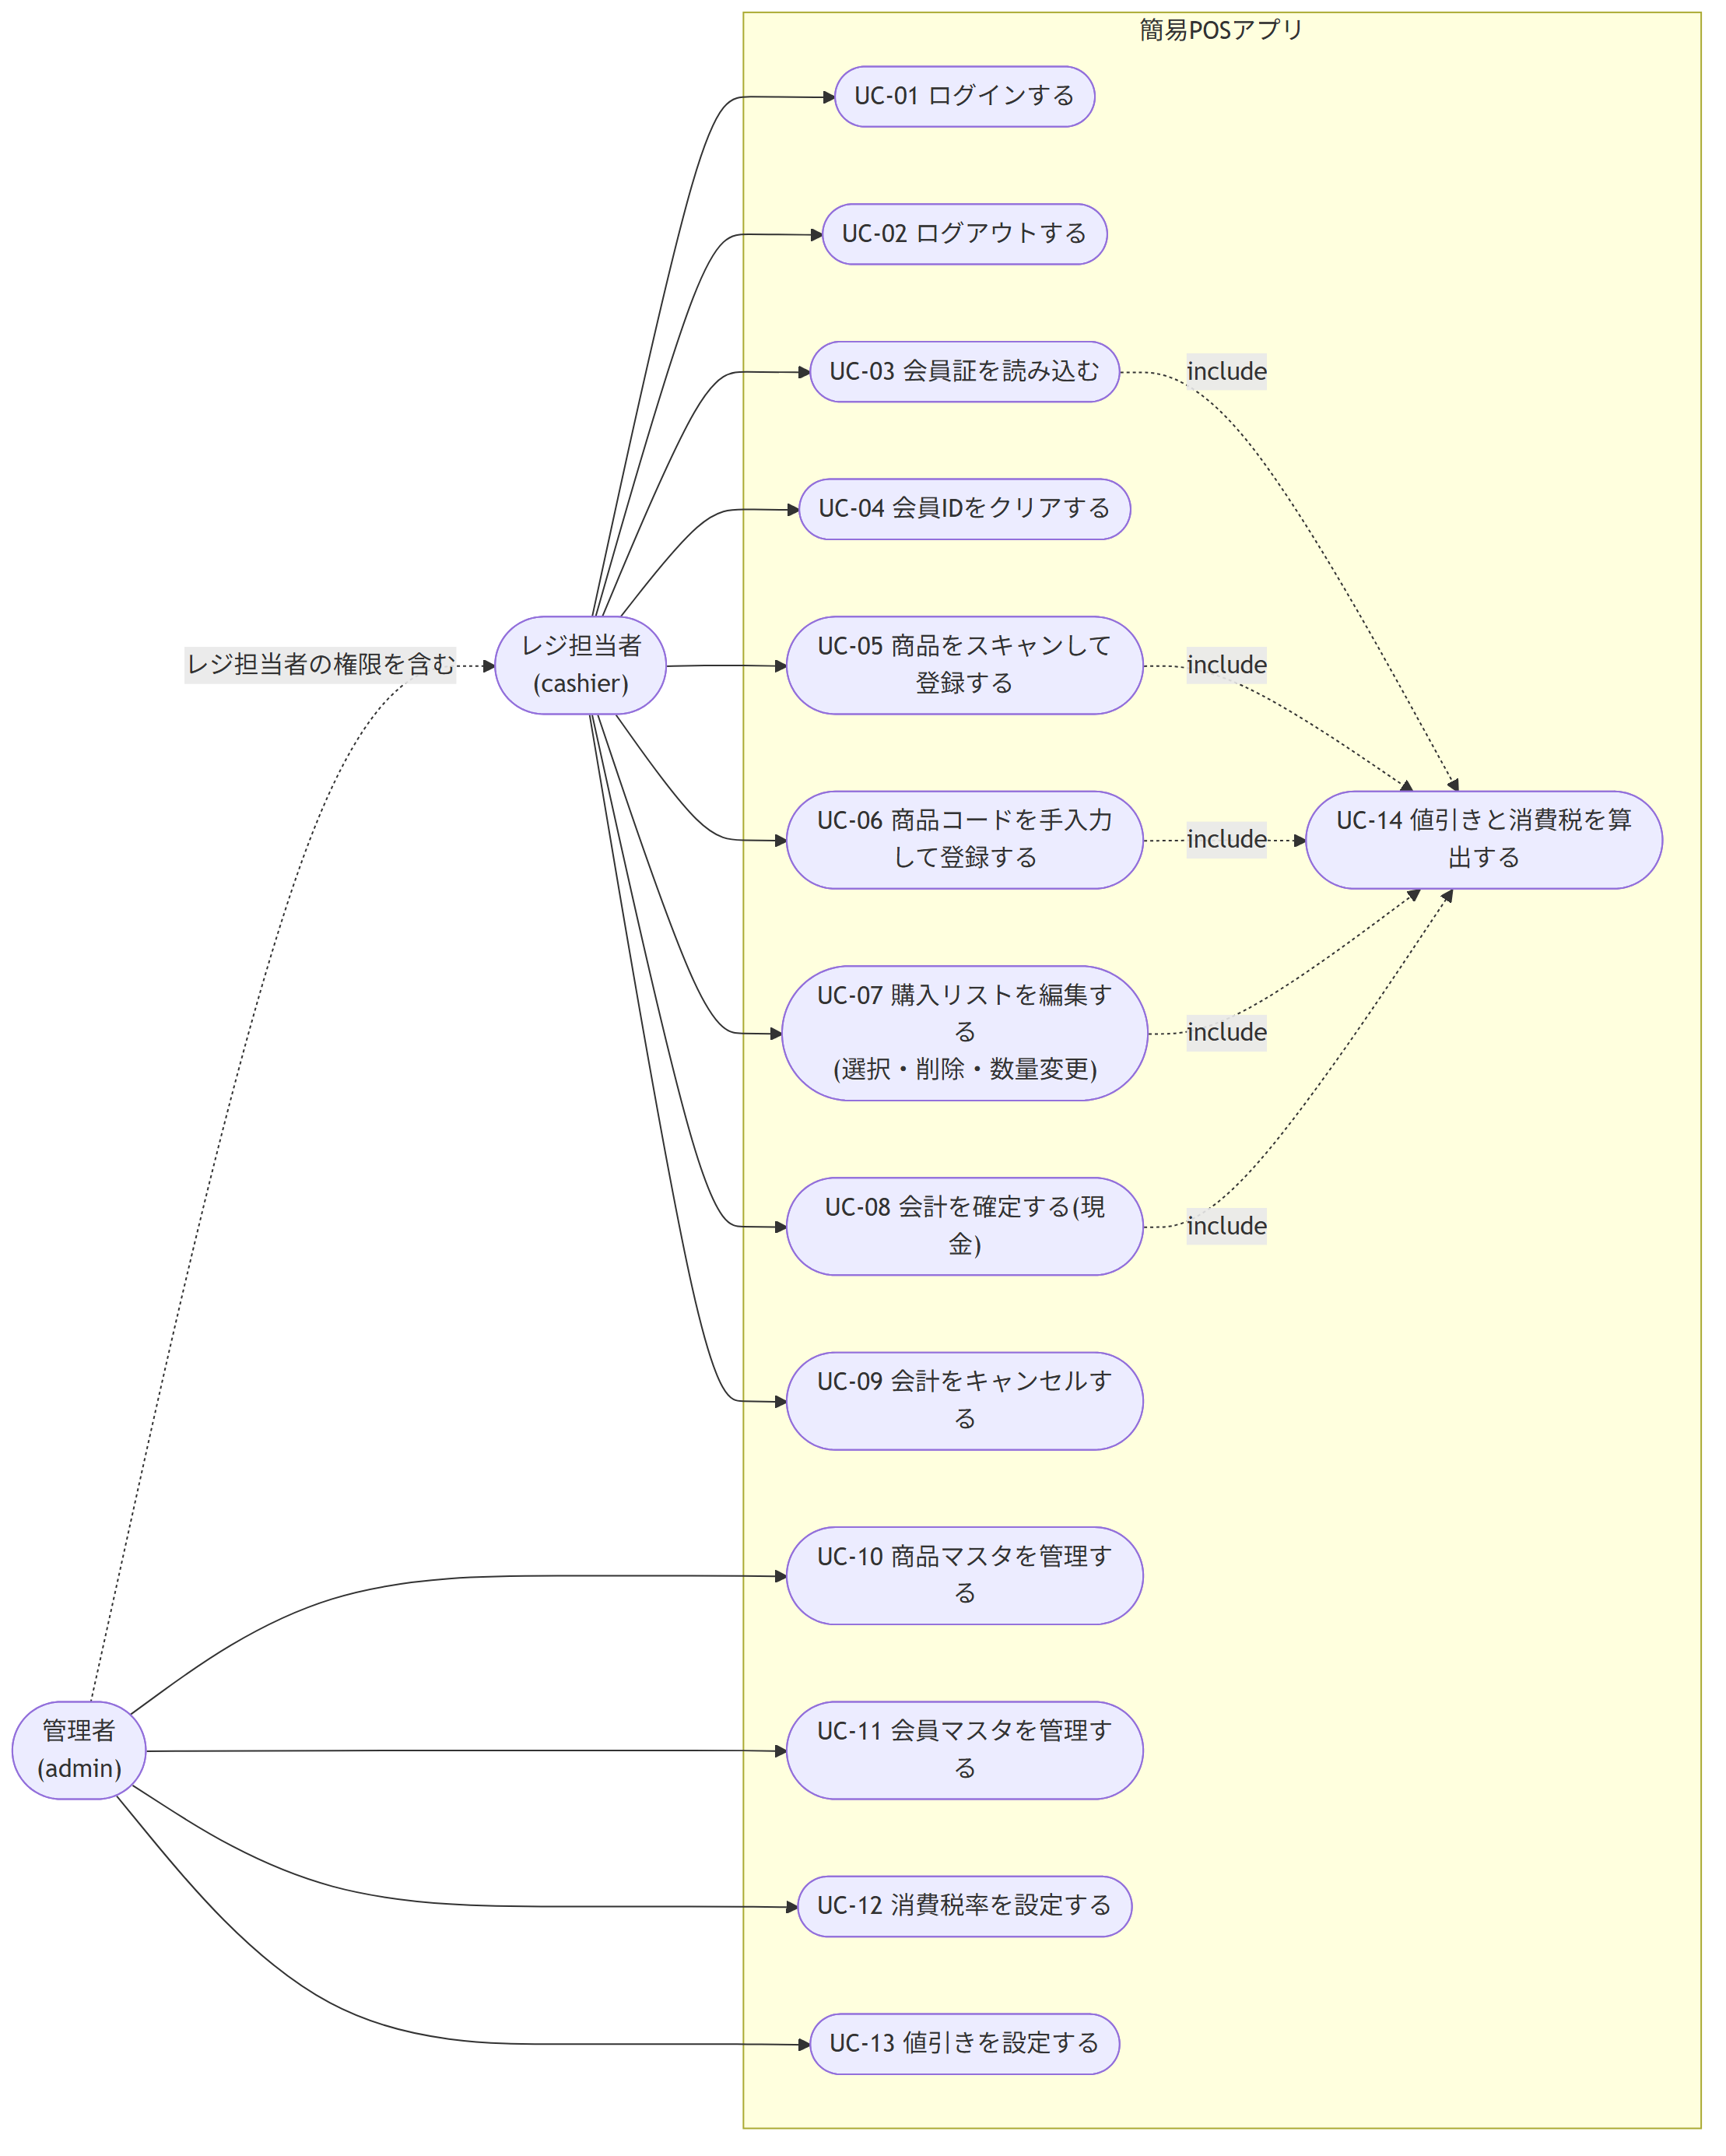 簡易POSアプリ
UC-01 ログインする
UC-02 ログアウトする
UC-03 会員証を読み込む
include
UC-04 会員IDをクリアする
レジ担当者の権限を含む
レジ担当者
(cashier)
UC-05 商品をスキャンして
登録する
include
UC-06 商品コードを手入力
して登録する
include
UC-14 値引きと消費税を算
出する
UC-07 購入リストを編集す
る
(選択・削除・数量変更)
include
UC-08 会計を確定する(現
金)
include
UC-09 会計をキャンセルす
る
UC-10 商品マスタを管理す
る
管理者
(admin)
UC-11 会員マスタを管理す
る
UC-12 消費税率を設定する
UC-13 値引きを設定する